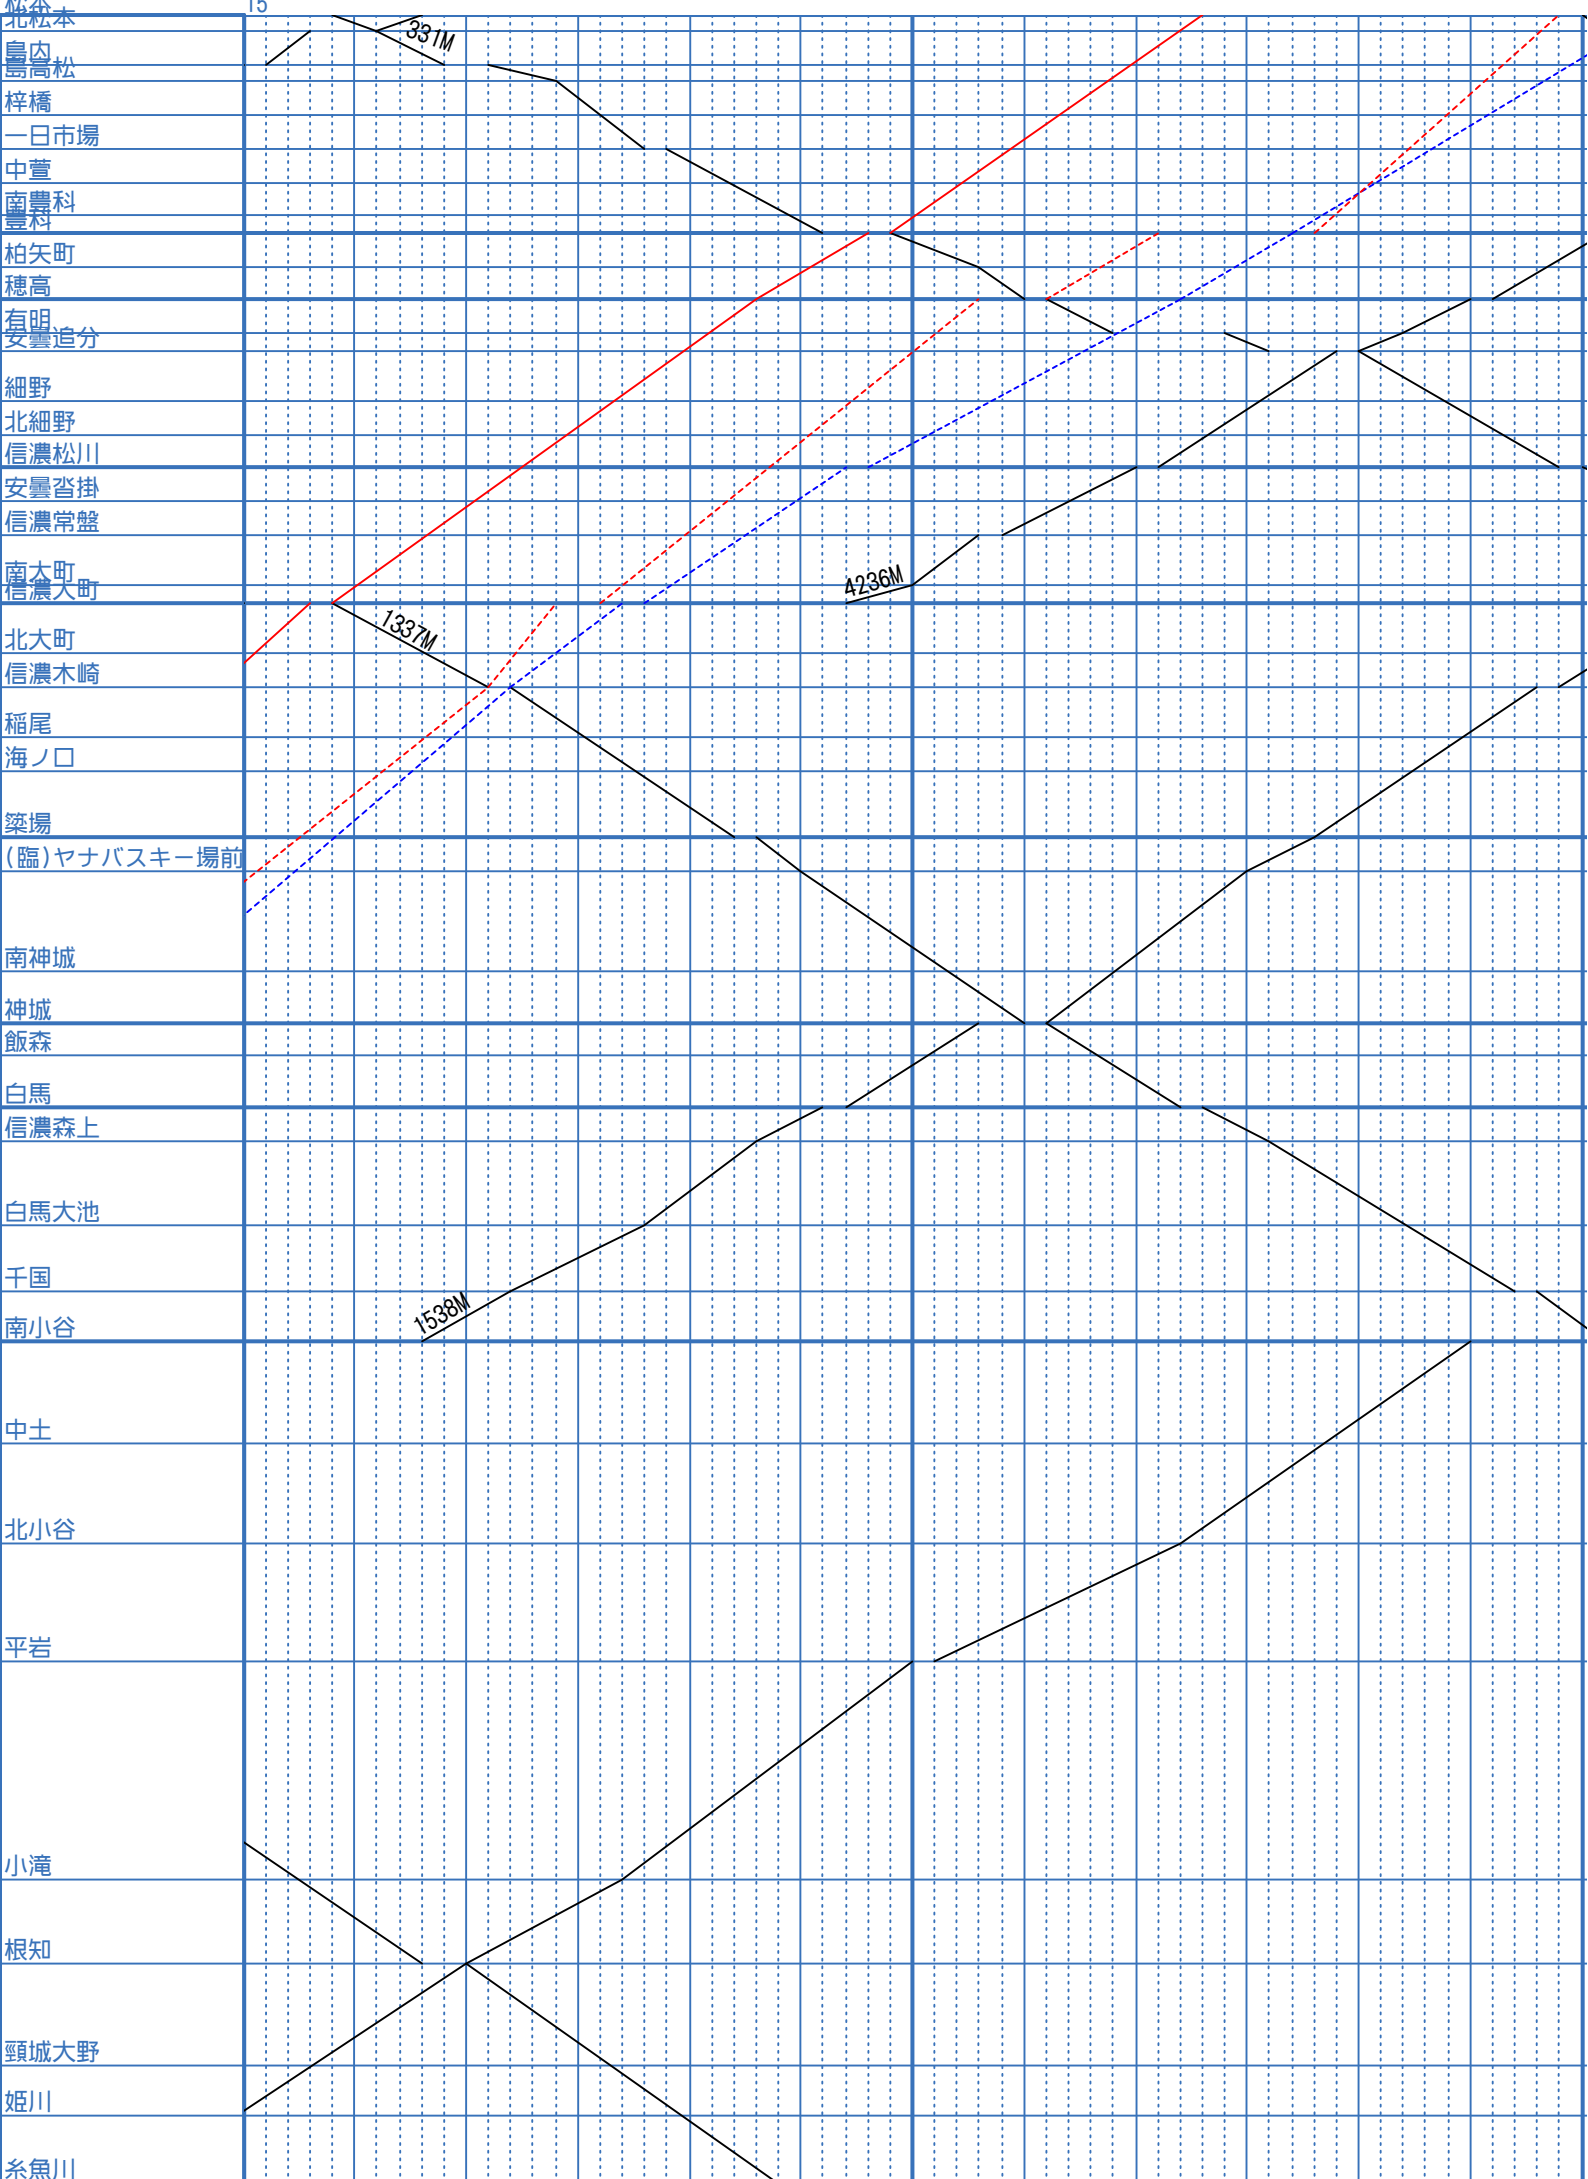 松本
15
北松本
331M
島内
島高松
梓橋
一日市場
中萱
南豊科
豊科
柏矢町
穂高
有明
安曇追分
細野
北細野
信濃松川
安曇沓掛
信濃常盤
南大町
4236M
信濃大町
1337M
北大町
信濃木崎
稲尾
海ノ口
簗場
(臨)ヤナバスキー場前
南神城
神城
飯森
白馬
信濃森上
白馬大池
千国
1538M
南小谷
中土
北小谷
平岩
小滝
根知
頸城大野
姫川
糸魚川